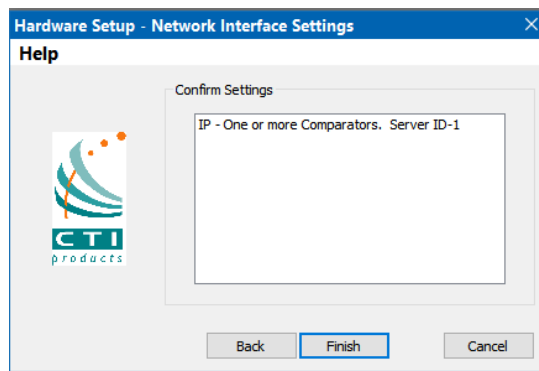 Hardware Setup - Network Interface Settings
Help
Confirm Settings
IP - One or more Comparators.  Server ID-1
CTI
products
Back
Finish
Cancel